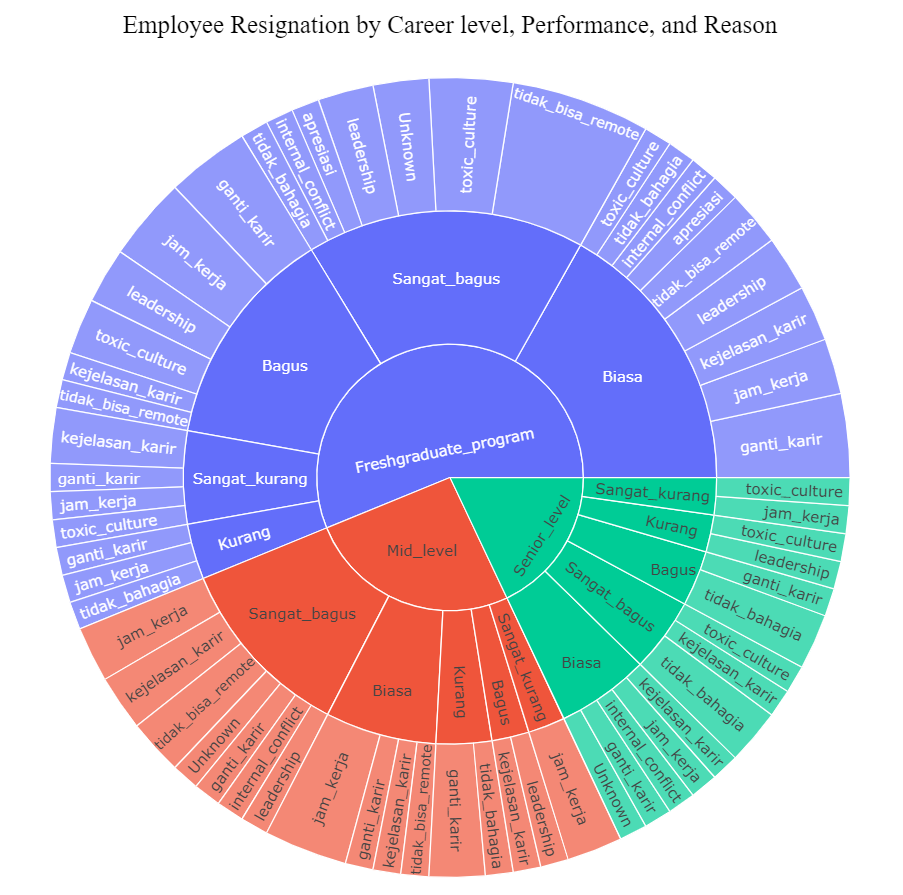 Employee Resignation by Career level, Performance, and Reason
Freshgraduate_program
Biasa
ganti_karir
jam_kerja
kejelasan_karir
leadership
tidak_bisa_remote
apresiasi
internal_conflict
tidak_bahagia
toxic_culture
Sangat_bagus
tidak_bisa_remote
toxic_culture
Unknown
leadership
apresiasi
internal_conflict
tidak_bahagia
Bagus
ganti_karir
jam_kerja
leadership
toxic_culture
kejelasan_karir
tidak_bisa_remote
Sangat_kurang
kejelasan_karir
ganti_karir
jam_kerja
toxic_culture
Kurang
ganti_karir
jam_kerja
tidak_bahagia
Mid_level
Sangat_bagus
jam_kerja
kejelasan_karir
tidak_bisa_remote
Unknown
ganti_karir
internal_conflict
leadership
Biasa
jam_kerja
ganti_karir
kejelasan_karir
tidak_bisa_remote
Kurang
ganti_karir
tidak_bahagia
Bagus
kejelasan_karir
leadership
Sangat_kurang
jam_kerja
Senior_level
Biasa
Unknown
ganti_karir
internal_conflict
jam_kerja
kejelasan_karir
Sangat_bagus
tidak_bahagia
kejelasan_karir
toxic_culture
Bagus
tidak_bahagia
ganti_karir
Kurang
leadership
toxic_culture
Sangat_kurang
jam_kerja
toxic_culture